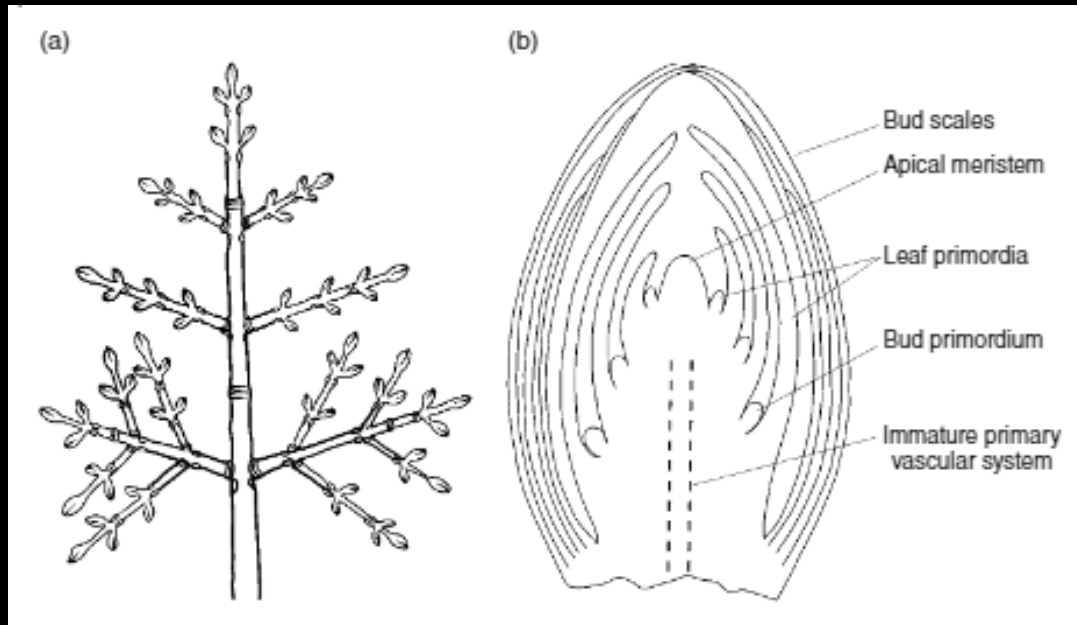 (a)
(b)
Bud scales
Apical meristem
Leaf primordia
Bud primordium
Immature primary
vascular system